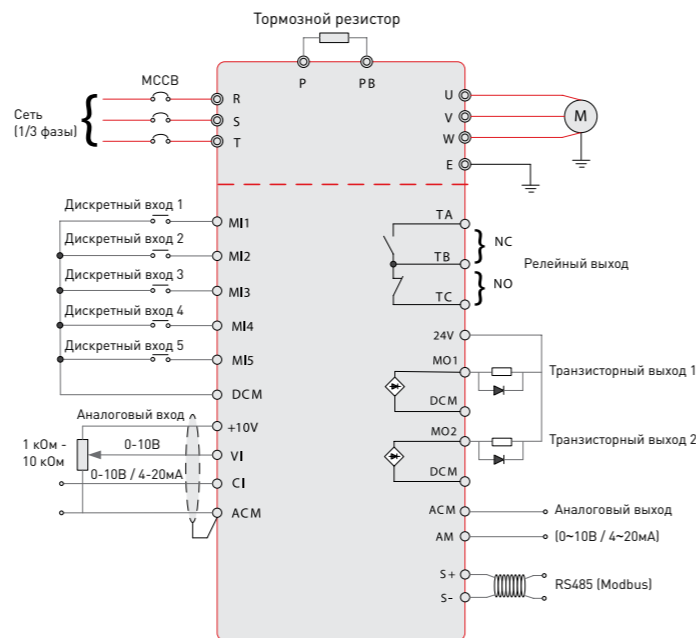 Тормозной резистор
P
PB
MCCB
Сеть
(1/3 фазы)
R
S
T
U
V
W
E
M
Дискретный вход 1
MI1
Дискретный вход 2
MI2
Дискретный вход 3
MI3
Дискретный вход 4
MI4
Дискретный вход 5
MI5
DCM
Аналоговый вход
+10V
1 кОм -
10 кОм
0-10В
VI
0-10В / 4-20мА
CI
ACM
TA
NC
TB
Релейный выход
NO
TC
24V
MO1
Транзисторный выход 1
DCM
MO2
Транзисторный выход 2
DCM
ACM
Аналоговый выход
AM
(0~10В / 4~20мА)
S+
RS485 (Modbus)
S-